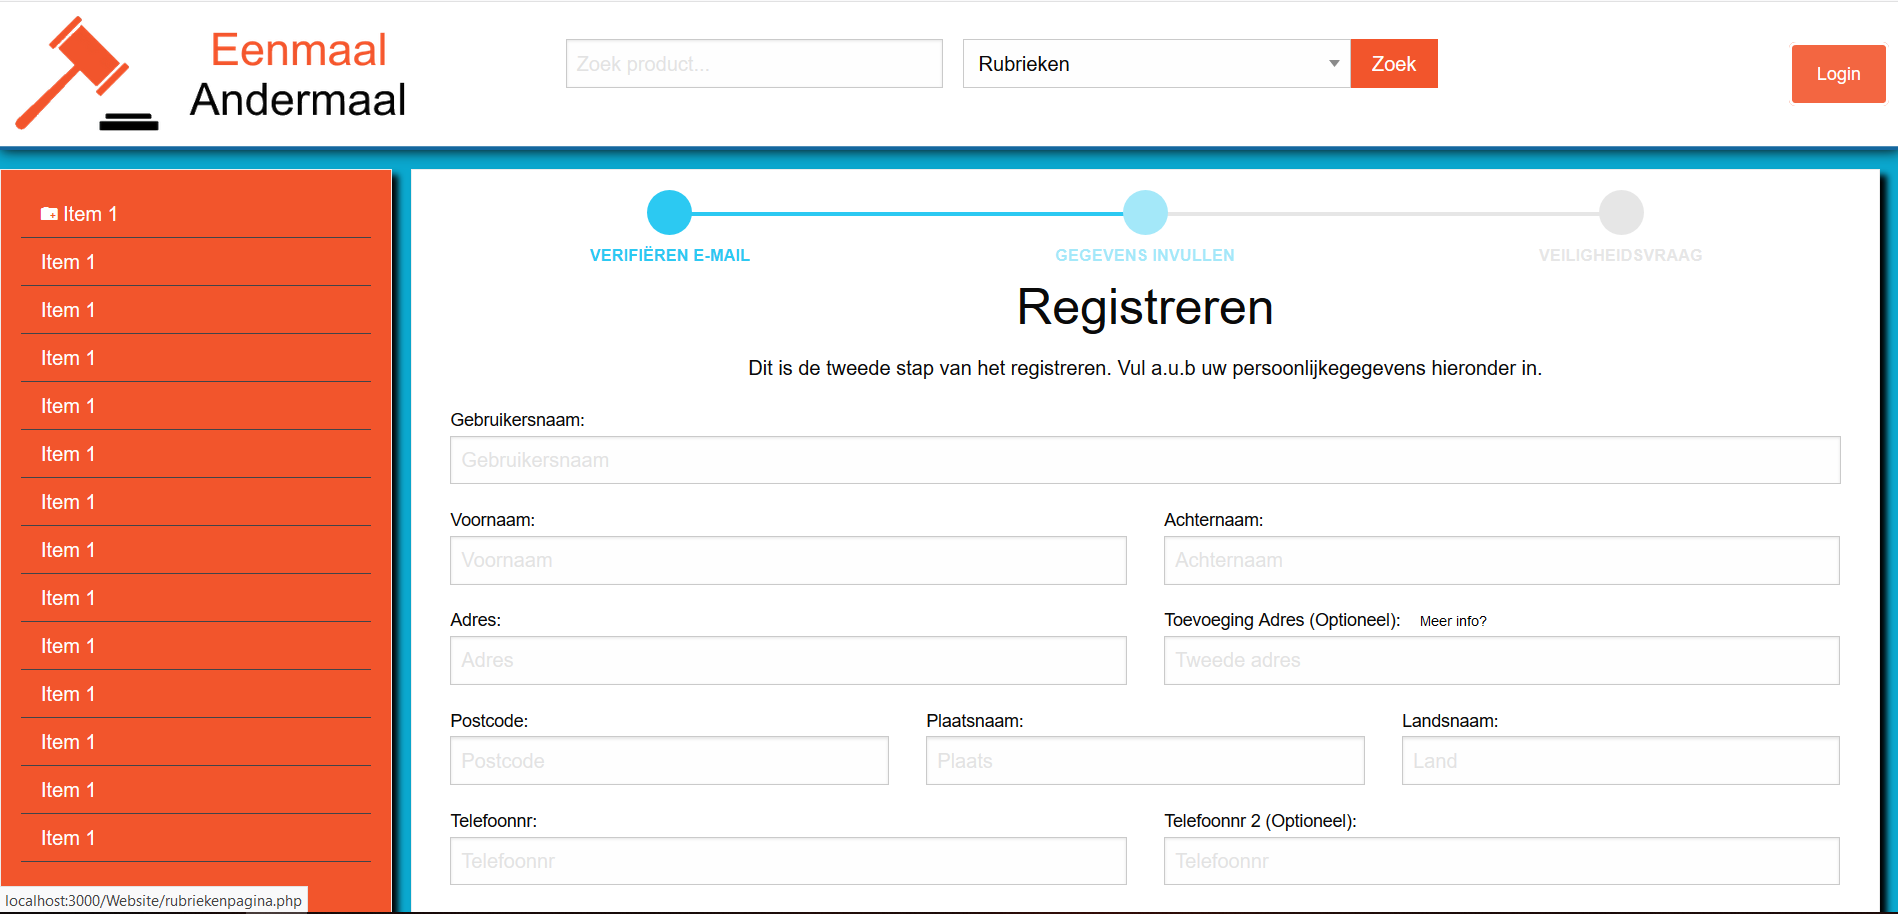 Eenmaal
Andermaal
Zoek product...
Rubrieken
Zoek
Login
Item 1
Item 1
Item 1
Item 1
Item 1
Item 1
Item 1
Item 1
Item 1
Item 1
Item 1
Item 1
Item 1
Item 1
VERIFIËREN E-MAIL
GEGEVENS INVULLEN
VEILIGHEIDSVRAAG
Registreren
Dit is de tweede stap van het registreren. Vul a.u.b uw persoonlijkegegevens hieronder in.
Gebruikersnaam:
Gebruikersnaam
Voornaam:
Voornaam
Achternaam:
Achternaam
Adres:
Adres
Toevoeging Adres (Optioneel): Meer info?
Tweede adres
Postcode:
Postcode
Plaatsnaam:
Plaats
Landsnaam:
Land
Telefoonnr:
Telefoonnr
Telefoonnr 2 (Optioneel):
Telefoonnr
localhost:3000/Website/rubriekenpagina.php